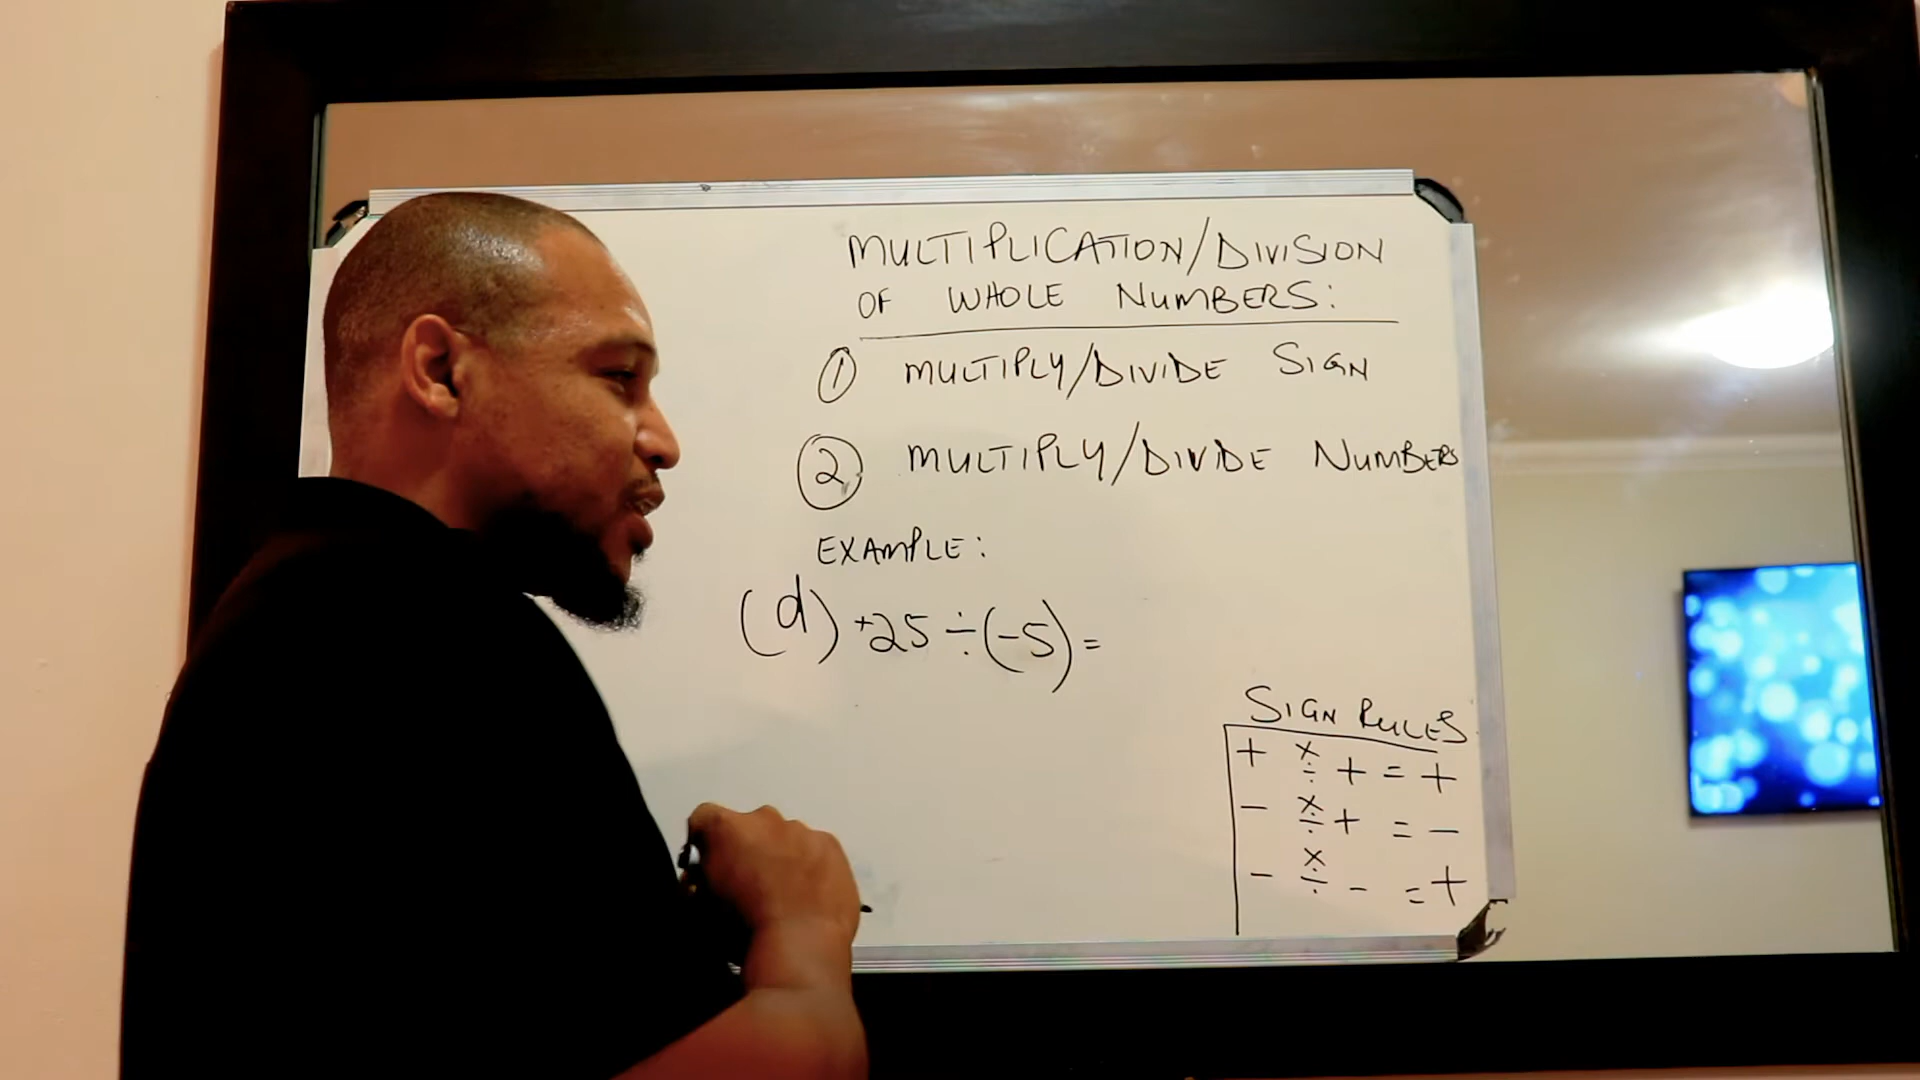 MULTIPLICATION/DIVISION
OF WHOLE NUMBERS:
① MULTIPLY/DIVIDE SIGN
② MULTIPLY/DIVIDE NUMBERS
EXAMPLE:
(d) +25 ÷ (-5) =
SIGN RULES
+ ×/÷ + = +
- ×/÷ + = -
- ×/÷ - = +